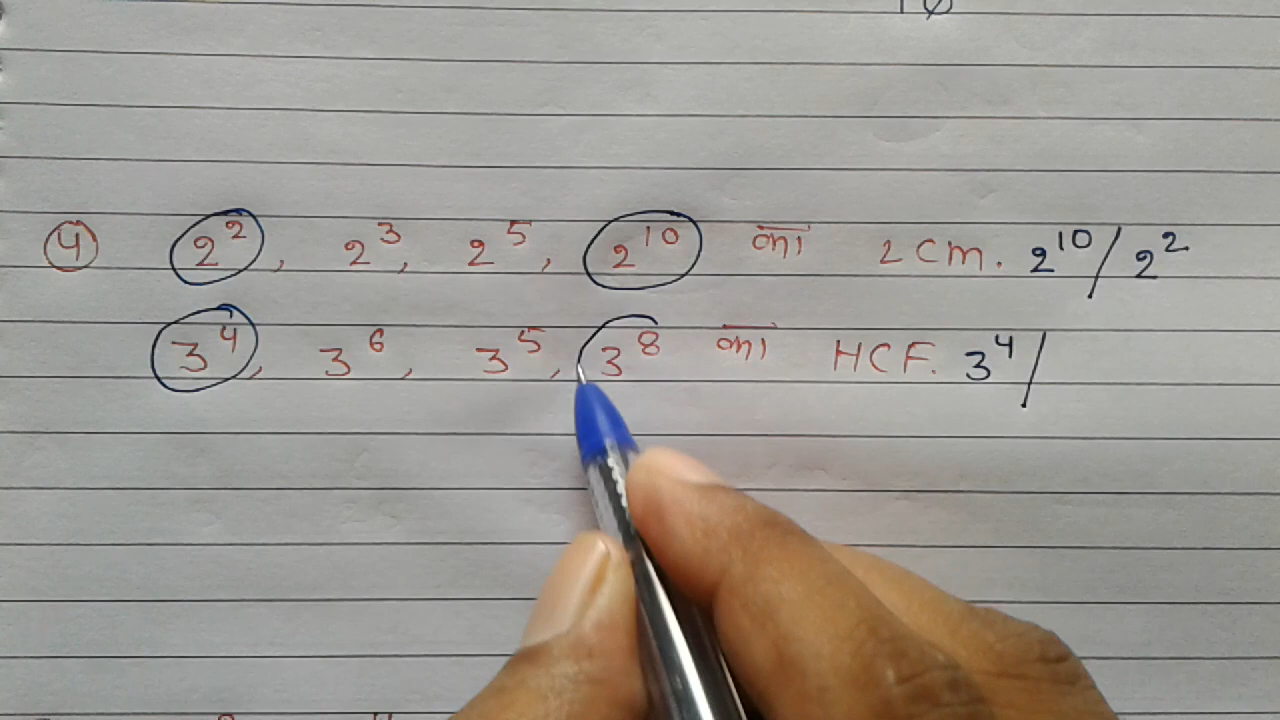 4 2², 2³, 2⁵, 2¹⁰ का LCM. 2¹⁰/2²
3⁴, 3⁶, 3⁵, 3⁸ का HCF. 3⁴/